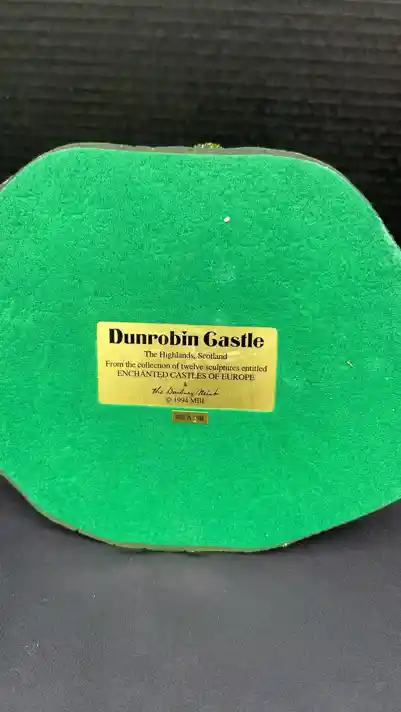 Dunrobin Castle
The Highlands, Scotland
From the collection of twelve sculptures entitled
ENCHANTED CASTLES OF EUROPE
&
The Danbury Mint
© 1994 MBI